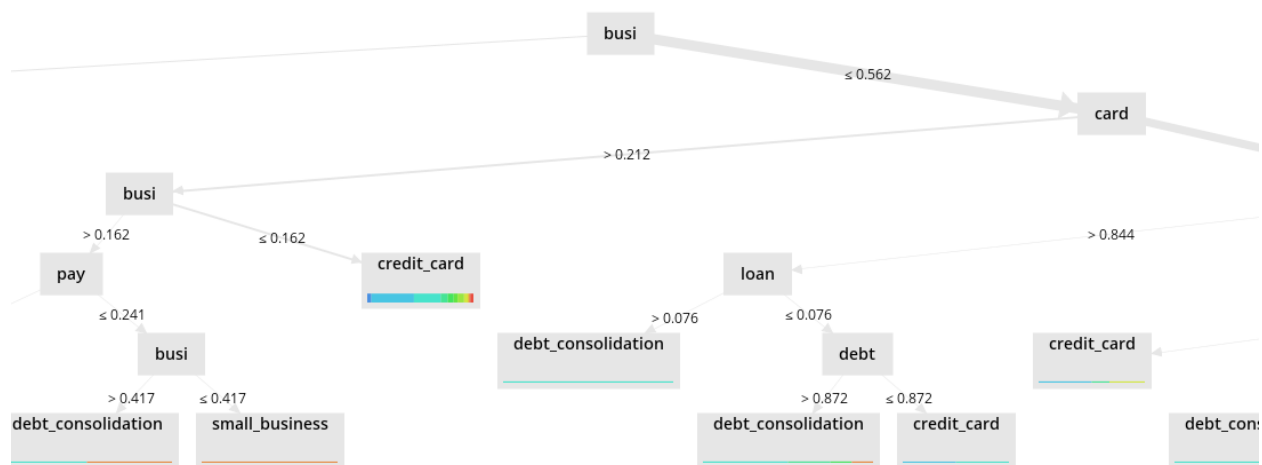 busi
≤ 0.562
card
> 0.212
busi
> 0.162
≤ 0.162
> 0.844
pay
credit_card
loan
≤ 0.241
> 0.076
≤ 0.076
busi
debt_consolidation
debt
credit_card
> 0.417
≤ 0.417
> 0.872
≤ 0.872
debt_consolidation
small_business
debt_consolidation
credit_card
debt_cons